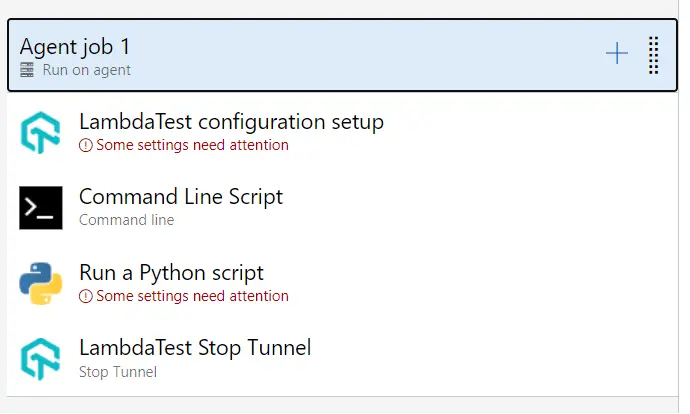 Agent job 1
Run on agent
LambdaTest configuration setup
Some settings need attention
Command Line Script
Command line
Run a Python script
Some settings need attention
LambdaTest Stop Tunnel
Stop Tunnel